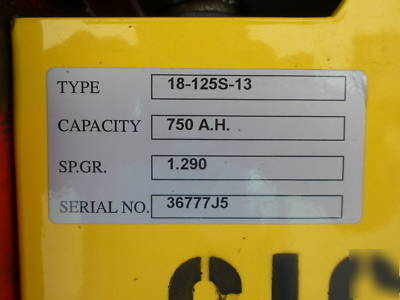 TYPE 18-125S-13
CAPACITY 750 A.H.
SP.GR. 1.290
SERIAL NO. 36777J5